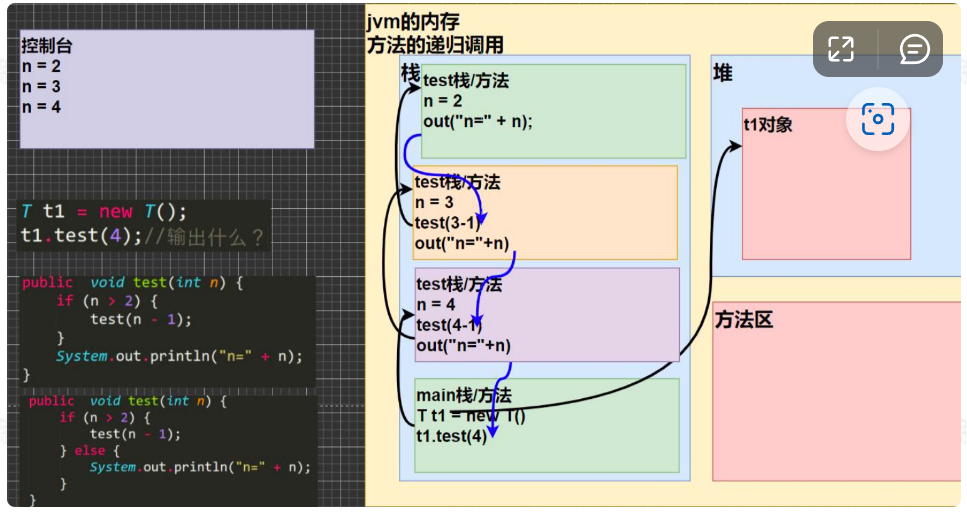 控制台
n = 2
n = 3
n = 4
T t1 = new T();
t1.test(4);//输出什么？
public  void test(int n) {
    if (n > 2) {
        test(n - 1);
    }
    System.out.println("n=" + n);
}
public  void test(int n) {
    if (n > 2) {
        test(n - 1);
    } else {
        System.out.println("n=" + n);
    }
}
jvm的内存
方法的递归调用
栈
test栈/方法
n = 2
out("n=" + n);
test栈/方法
n = 3
test(3-1)
out("n="+n)
test栈/方法
n = 4
test(4-1)
out("n="+n)
main栈/方法
T t1 = new T()
t1.test(4)
堆
t1对象
方法区